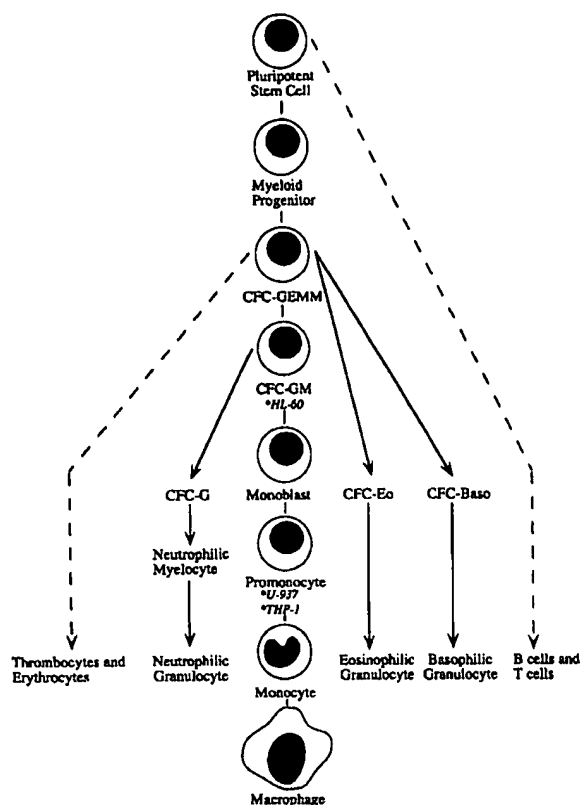 Pluripotent
Stem Cell
Myeloid
Progenitor
CFC-GEMM
CFC-GM
*HL-60
CFC-G
Monoblast
CFC-Eo
CFC-Baso
Neutrophilic
Myelocyte
Promonocyte
*U-937
*THP-1
Thrombocytes and
Erythrocytes
Neutrophilic
Granulocyte
Monocyte
Eosinophilic
Granulocyte
Basophilic
Granulocyte
B cells and
T cells
Macrophage